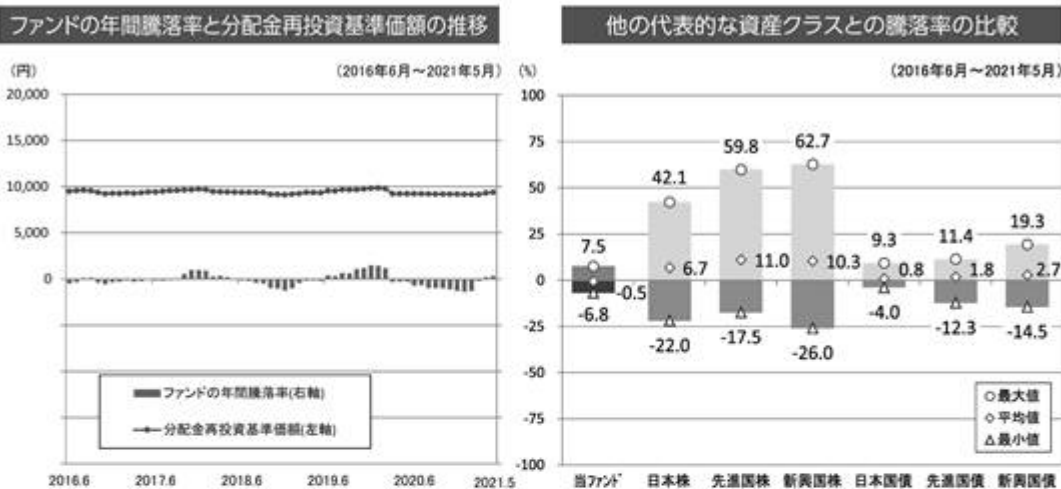 ファンドの年間騰落率と分配金再投資基準価額の推移
(円)
(2016年6月～2021年5月)
20,000
15,000
10,000
5,000
0
ファンドの年間騰落率(右軸)
分配金再投資基準価額(左軸)
2016.6 2017.6 2018.6 2019.6 2020.6 2021.5
他の代表的な資産クラスとの騰落率の比較
(%)
(2016年6月～2021年5月)
100
75
50
25
0
-25
-50
-75
-100
7.5 42.1 59.8 62.7 9.3 11.4 19.3
-0.5 6.7 11.0 10.3 0.8 1.8 2.7
-6.8 -22.0 -17.5 -26.0 -4.0 -12.3 -14.5
最大値
平均値
最小値
当ファンド 日本株 先進国株 新興国株 日本国債 先進国債 新興国債